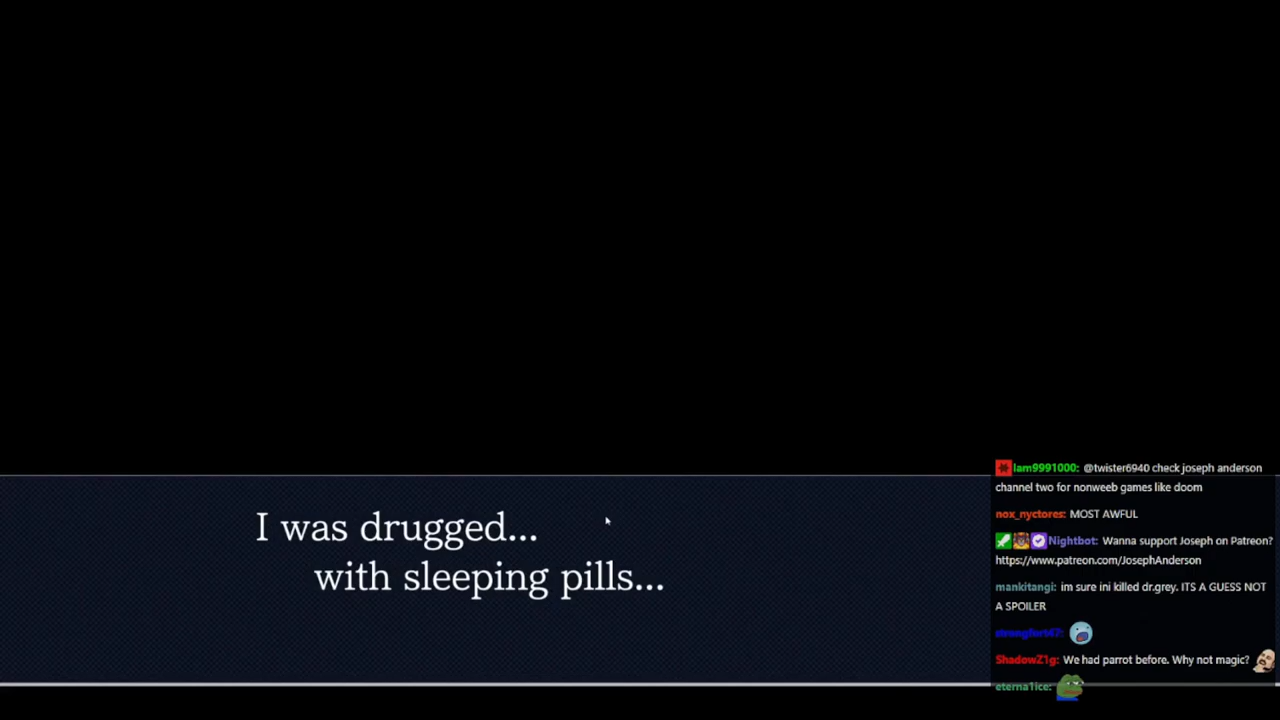 I was drugged...
with sleeping pills...
lam9991000: @twister6940 check joseph anderson
channel two for nonweeb games like doom
nox_nyctores: MOST AWFUL
Nightbot: Wanna support Joseph on Patreon?
https://www.patreon.com/JosephAnderson
mankitangi: im sure ini killed dr.grey. ITS A GUESS NOT
A SPOILER
strongfort47:
ShadowZ1g: We had parrot before. Why not magic?
eterna1ice: